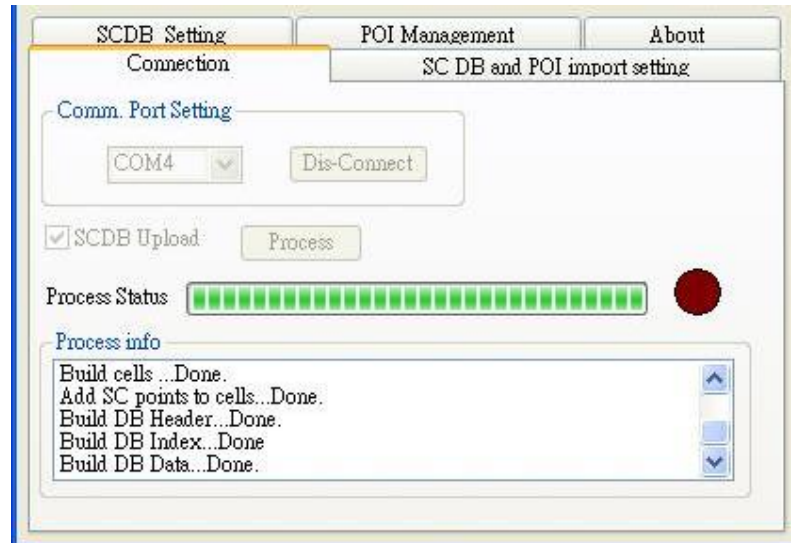 SCDB Setting POI Management About
Connection SC DB and POI import setting
Comm. Port Setting
COM4 Dis-Connect
SCDB Upload Process
Process Status
Process info
Build cells ...Done.
Add SC points to cells...Done.
Build DB Header...Done.
Build DB Index...Done
Build DB Data...Done.